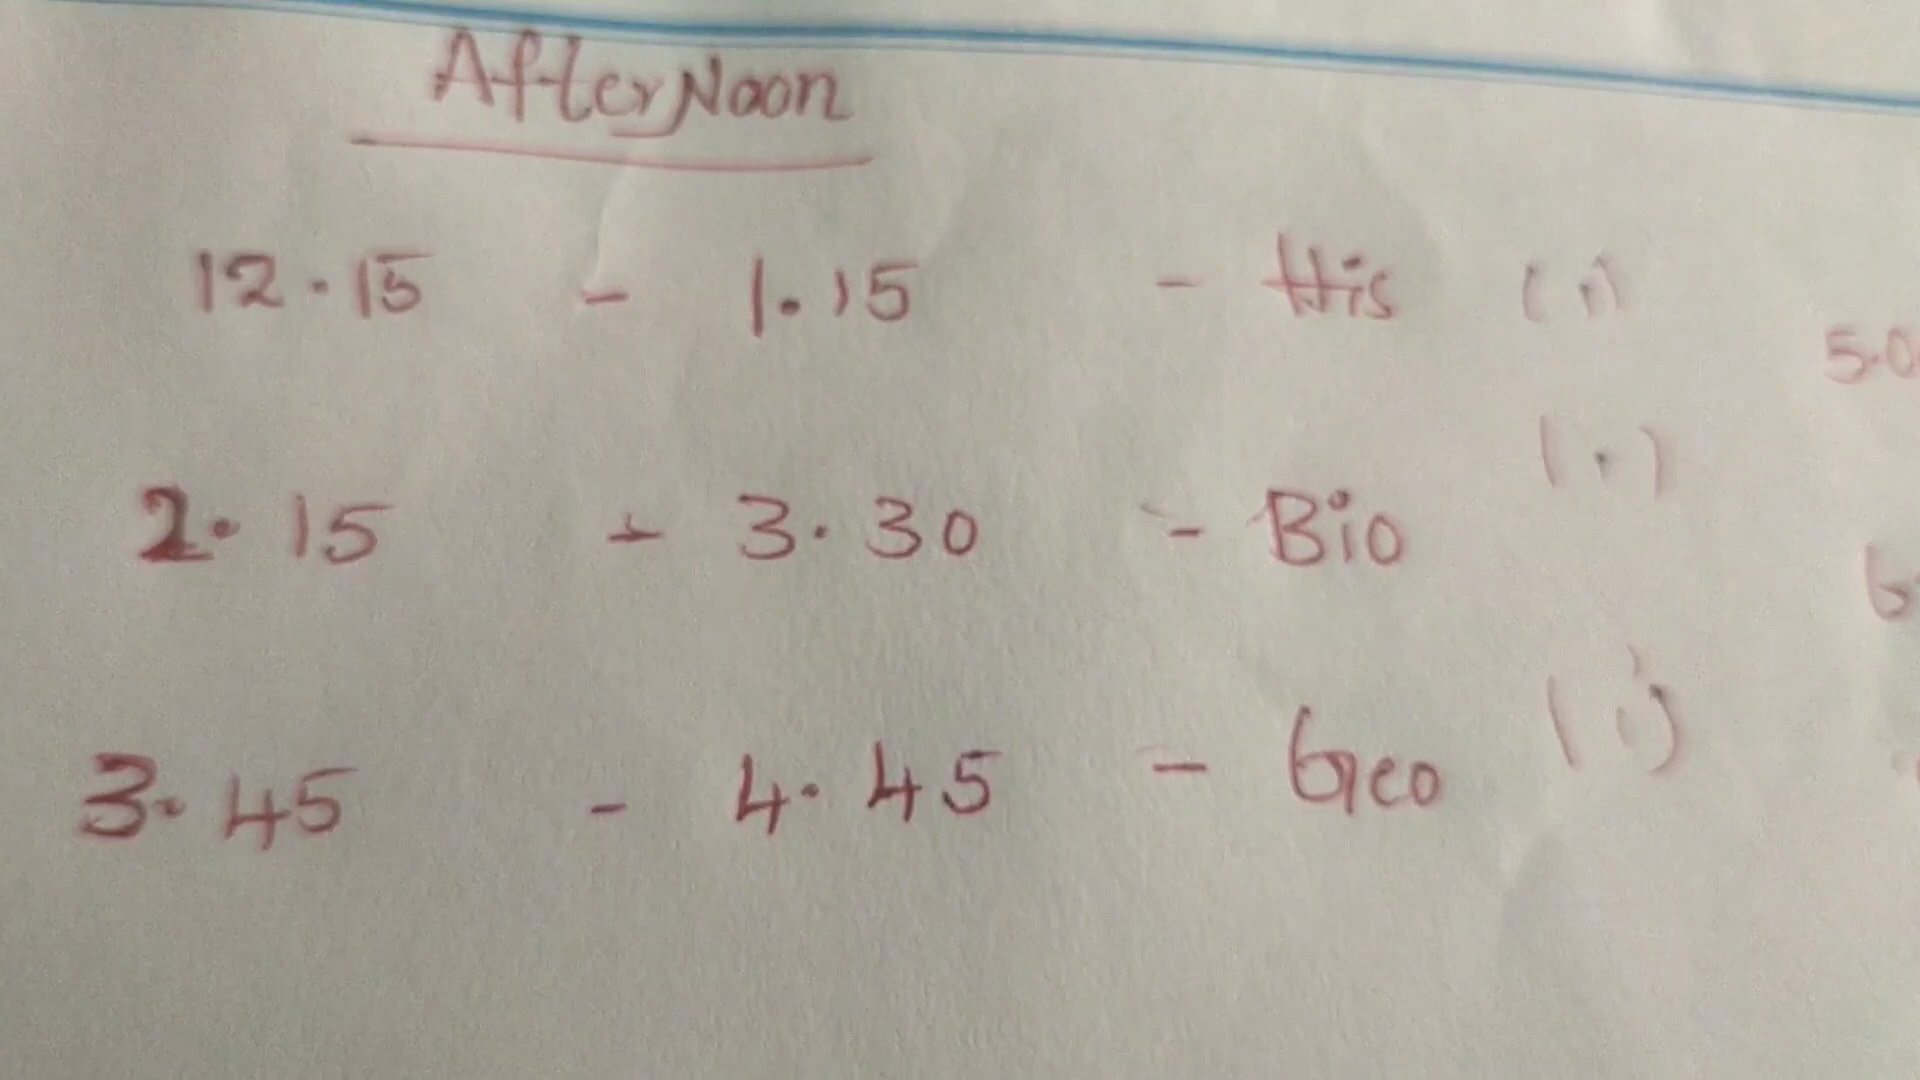 AfterNoon
12.15 - 1.15 - His
2.15 - 3.30 - Bio
3.45 - 4.45 - Geo